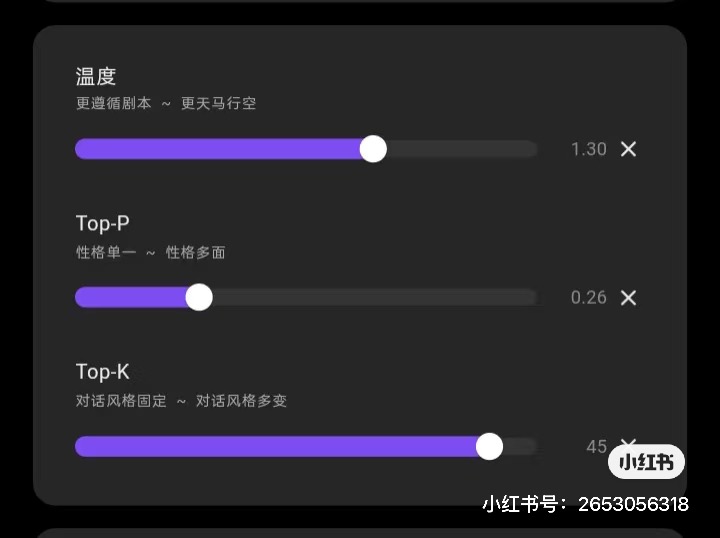 温度
更遵循剧本 ~ 更天马行空
1.30 ×
Top-P
性格单一 ~ 性格多面
0.26 ×
Top-K
对话风格固定 ~ 对话风格多变
45 ×
小红书
小红书号：2653056318